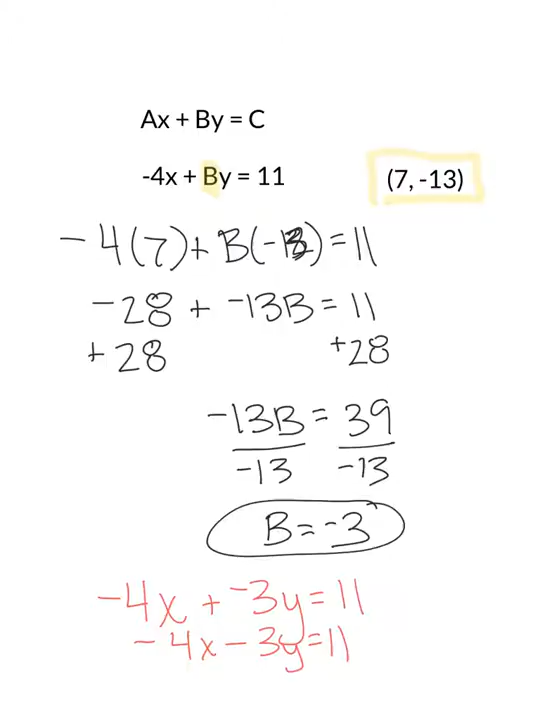 Ax + By = C
-4x + By = 11 (7, -13)
-4(7) + B(-13) = 11
-28 + -13B = 11
+28 +28
-13B = 39
-13 -13
B = -3
-4x + -3y = 11
-4x - 3y = 11